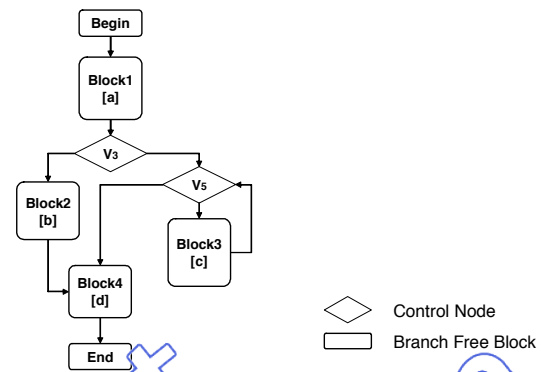 Begin
Block1
[a]
V3
V5
Block2
[b]
Block3
[c]
Block4
[d]
End
Control Node
Branch Free Block